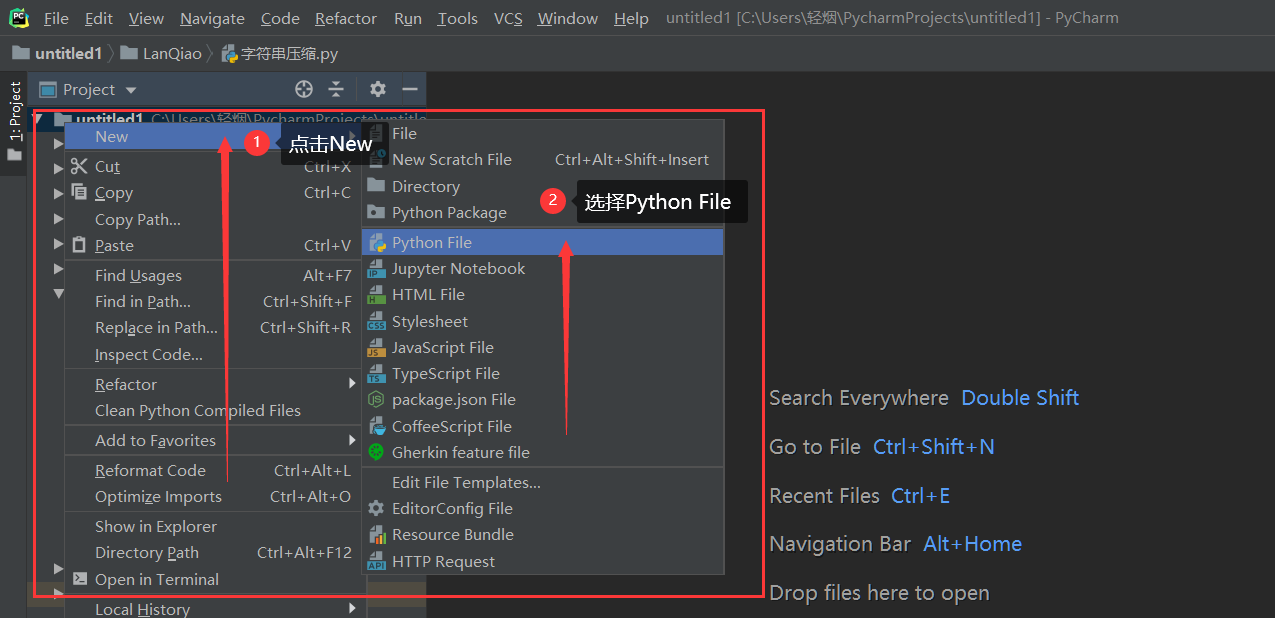 File Edit View Navigate Code Refactor Run Tools VCS Window Help untitled1 [C:\Users\轻烟\PycharmProjects\untitled1] - PyCharm
untitled1 LanQiao 字符串压缩.py
1: Project
Project
untitled1 C:\Users\轻烟\PycharmProjects\untitle
New
1
点击New
Cut Ctrl+X
Copy Ctrl+C
Copy Path...
Paste Ctrl+V
Find Usages Alt+F7
Find in Path... Ctrl+Shift+F
Replace in Path... Ctrl+Shift+R
Inspect Code...
Refactor
Clean Python Compiled Files
Add to Favorites
Reformat Code Ctrl+Alt+L
Optimize Imports Ctrl+Alt+O
Show in Explorer
Directory Path Ctrl+Alt+F12
Open in Terminal
Local History
File
New Scratch File Ctrl+Alt+Shift+Insert
Directory
Python Package
2
选择Python File
Python File
Jupyter Notebook
HTML File
Stylesheet
JavaScript File
TypeScript File
package.json File
CoffeeScript File
Gherkin feature file
Edit File Templates...
EditorConfig File
Resource Bundle
HTTP Request
Search Everywhere Double Shift
Go to File Ctrl+Shift+N
Recent Files Ctrl+E
Navigation Bar Alt+Home
Drop files here to open